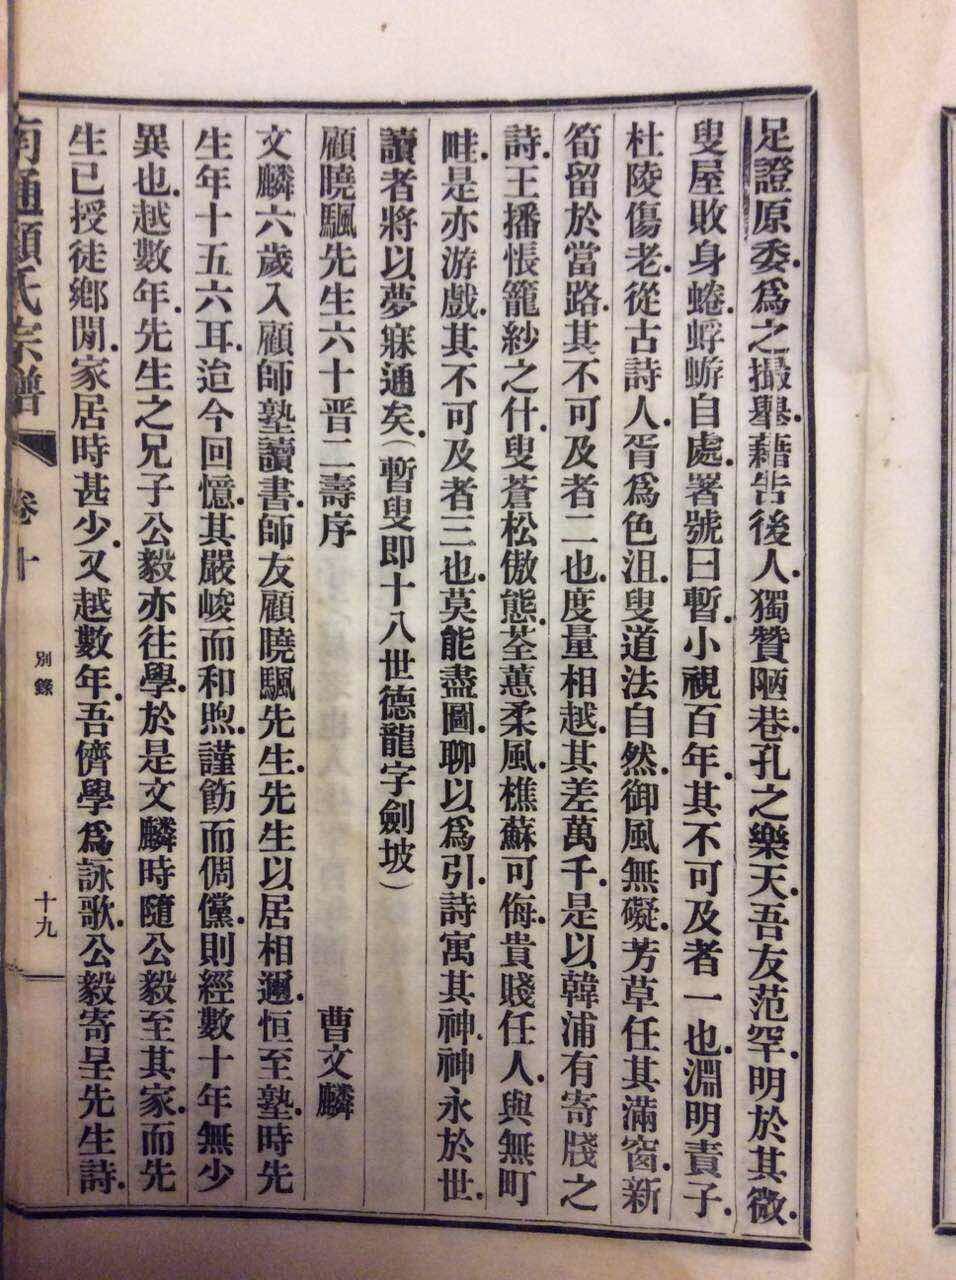 足證原委爲之撮舉藉告後人獨贊陋巷孔之樂天吾友范罕明於其微
叟屋敗身蜷蜉蝣自處署號曰暫小視百年其不可及者一也淵明責子
杜陵傷老從古詩人胥爲色沮叟道法自然御風無礙芳草任其滿窗新
筍留於當路其不可及者二也度量相越其差萬千是以韓浦有寄牋之
詩王播悵籠紗之什叟蒼松傲態荃蕙柔風樵蘇可侮貴賤任人與無町
畦是亦游戲其不可及者三也莫能盡圖聊以爲引詩寓其神神永於世
讀者將以夢寐通矣（暫叟即十八世德龍字劍坡）
顧曉颿先生六十晋二壽序 曹文麟
文麟六歲入顧師塾讀書師友顧曉颿先生先生以居相邇恒至塾時先
生年十五六耳迨今回憶其嚴峻而和煦謹飭而倜儻則經數十年無少
異也越數年先生之兄子公毅亦往學於是文麟時隨公毅至其家而先
生已授徒鄉閒家居時甚少又越數年吾儕學爲詠歌公毅寄呈先生詩
南通顧氏宗譜 卷十 別錄 十九